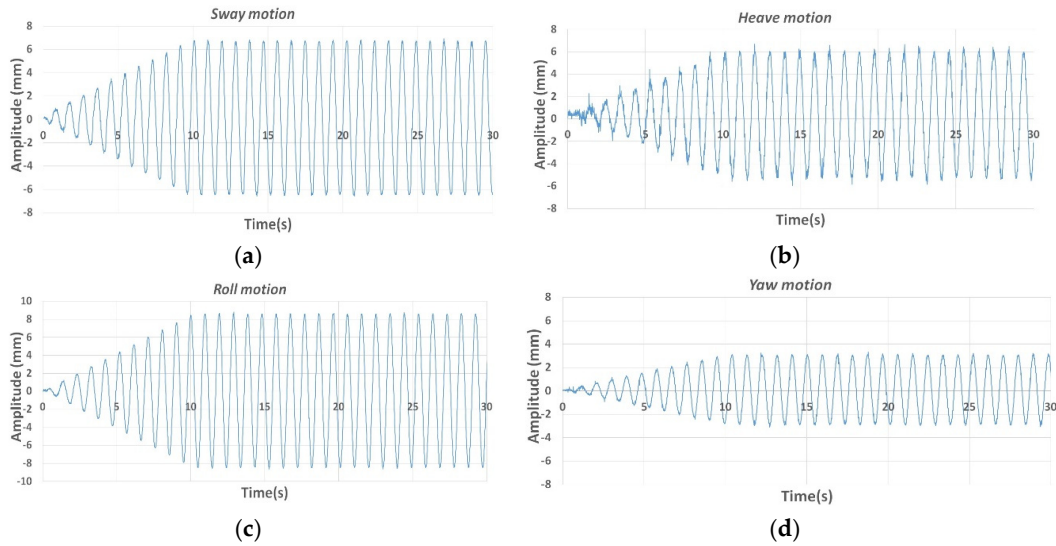 Sway motion
8
6
4
2
0
-2
-4
-6
-8
0 5 10 15 20 25 30
Amplitude (mm)
Time(s)
(a)
Heave motion
8
6
4
2
0
-2
-4
-6
-8
0 5 10 15 20 25 30
Amplitude (mm)
Time(s)
(b)
Roll motion
10
8
6
4
2
0
-2
-4
-6
-8
-10
0 5 10 15 20 25 30
Amplitude (mm)
Time(s)
(c)
Yaw motion
8
6
4
2
0
-2
-4
-6
-8
0 5 10 15 20 25 30
Amplitude (mm)
Time(s)
(d)